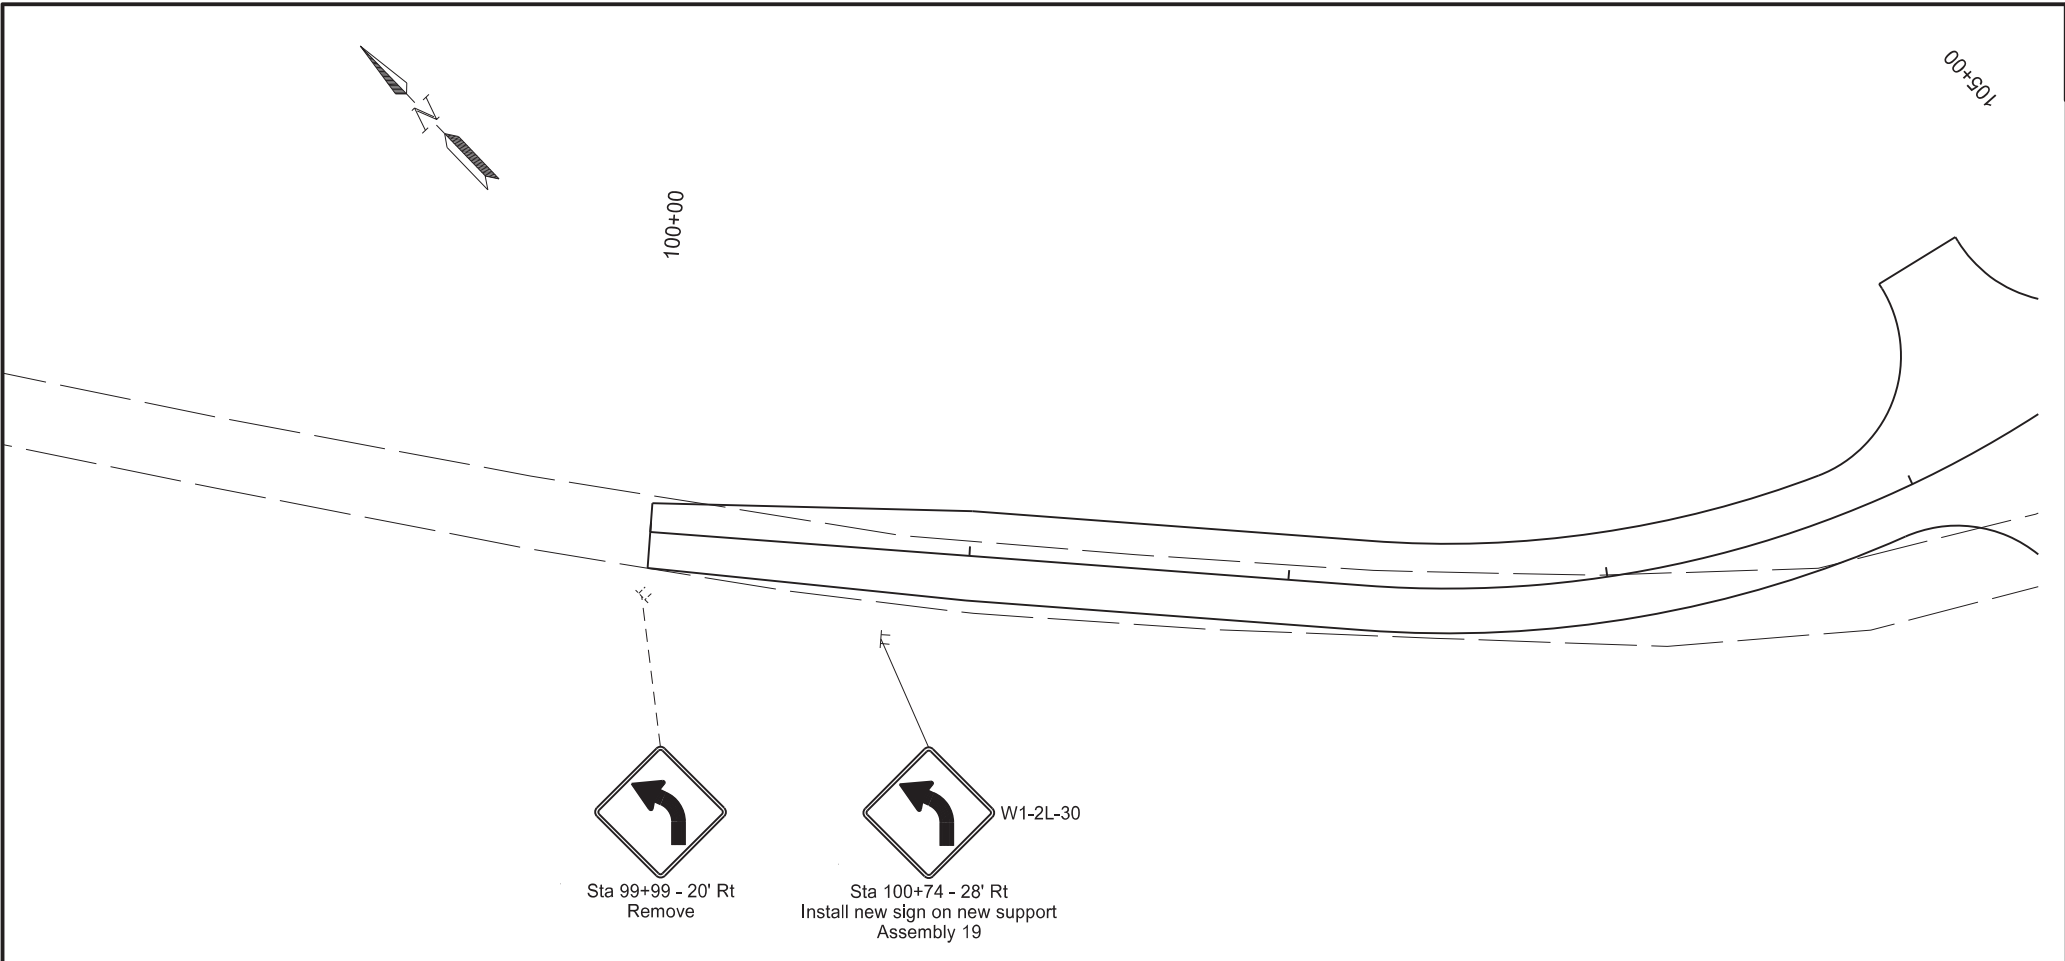 105+00
N
100+00
W1-2L-30
Sta 99+99 - 20' Rt
Remove
Sta 100+74 - 28' Rt
Install new sign on new support
Assembly 19